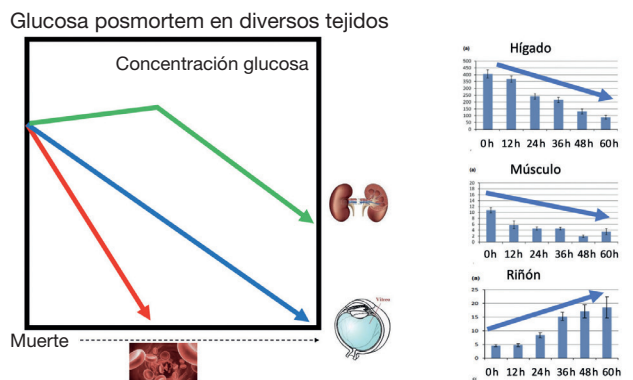 Glucosa posmortem en diversos tejidos
Concentración glucosa
Muerte
Vítreo
(a) Hígado
500
450
400
350
300
250
200
150
100
50
0
0h 12h 24h 36h 48h 60h
(a) Músculo
20
18
16
14
12
10
8
6
4
2
0
0h 12h 24h 36h 48h 60h
(a) Riñón
25
20
15
10
5
0
0h 12h 24h 36h 48h 60h